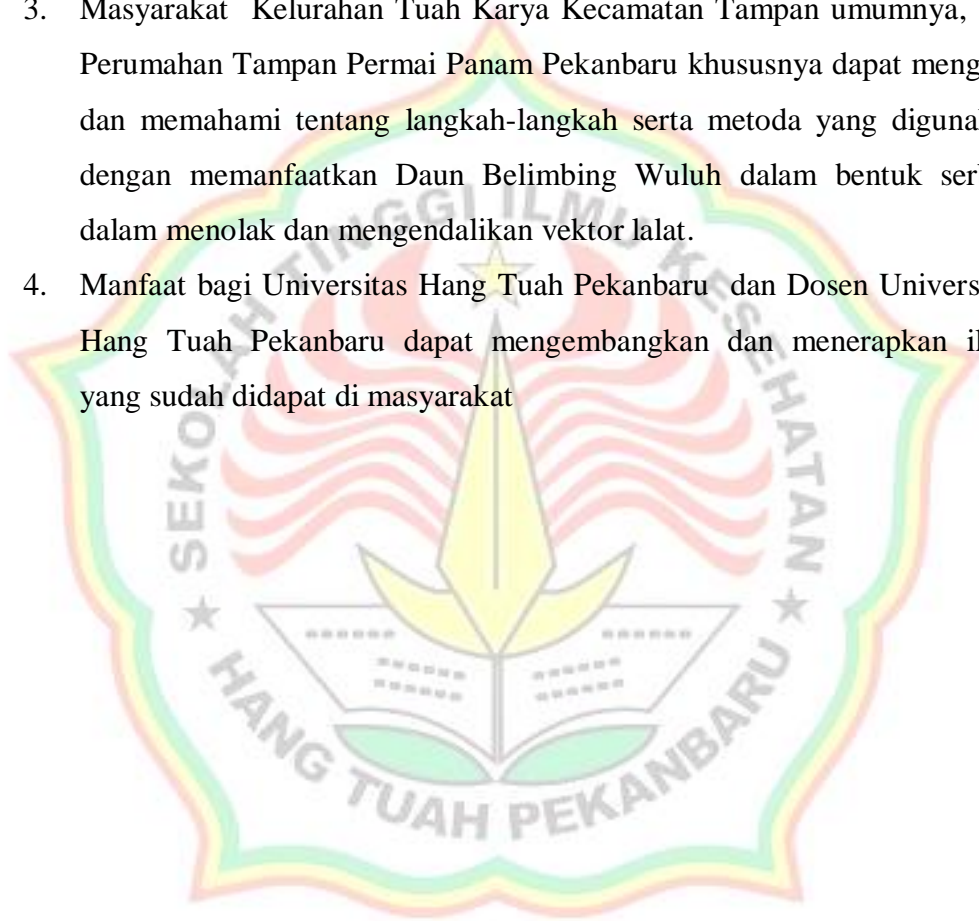 3. Masyarakat Kelurahan Tuah Karya Kecamatan Tampan umumnya,
Perumahan Tampan Permai Panam Pekanbaru khususnya dapat meng
dan memahami tentang langkah-langkah serta metoda yang diguna
dengan memanfaatkan Daun Belimbing Wuluh dalam bentuk ser
dalam menolak dan mengendalikan vektor lalat.
4. Manfaat bagi Universitas Hang Tuah Pekanbaru dan Dosen Univers
Hang Tuah Pekanbaru dapat mengembangkan dan menerapkan il
yang sudah didapat di masyarakat
SEKOLAH TINGGI ILMU KESEHATAN
★ HANG TUAH PEKANBARU ★